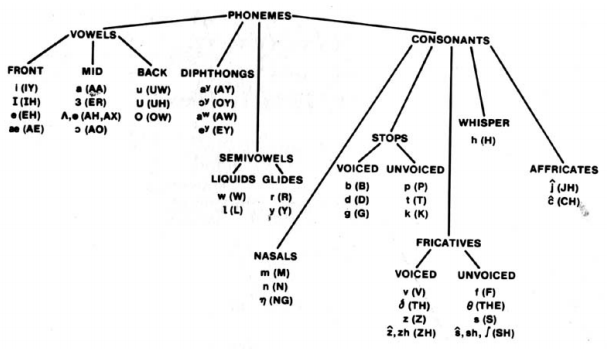 PHONEMES
VOWELS
CONSONANTS
FRONT
i (IY)
I (IH)
e (EH)
ae (AE)
MID
a (AA)
3 (ER)
Λ,ə (AH,AX)
ɔ (AO)
BACK
u (UW)
U (UH)
O (OW)
DIPHTHONGS
aʸ (AY)
ɔʸ (OY)
aʷ (AW)
eʸ (EY)
SEMIVOWELS
LIQUIDS
w (W)
l (L)
GLIDES
r (R)
y (Y)
NASALS
m (M)
n (N)
η (NG)
STOPS
VOICED
b (B)
d (D)
g (G)
UNVOICED
p (P)
t (T)
k (K)
WHISPER
h (H)
AFFRICATES
ĵ (JH)
ĉ (CH)
FRICATIVES
VOICED
v (V)
ð (TH)
z (Z)
ẑ, zh (ZH)
UNVOICED
f (F)
θ (THE)
s (S)
ŝ, sh, ʃ (SH)